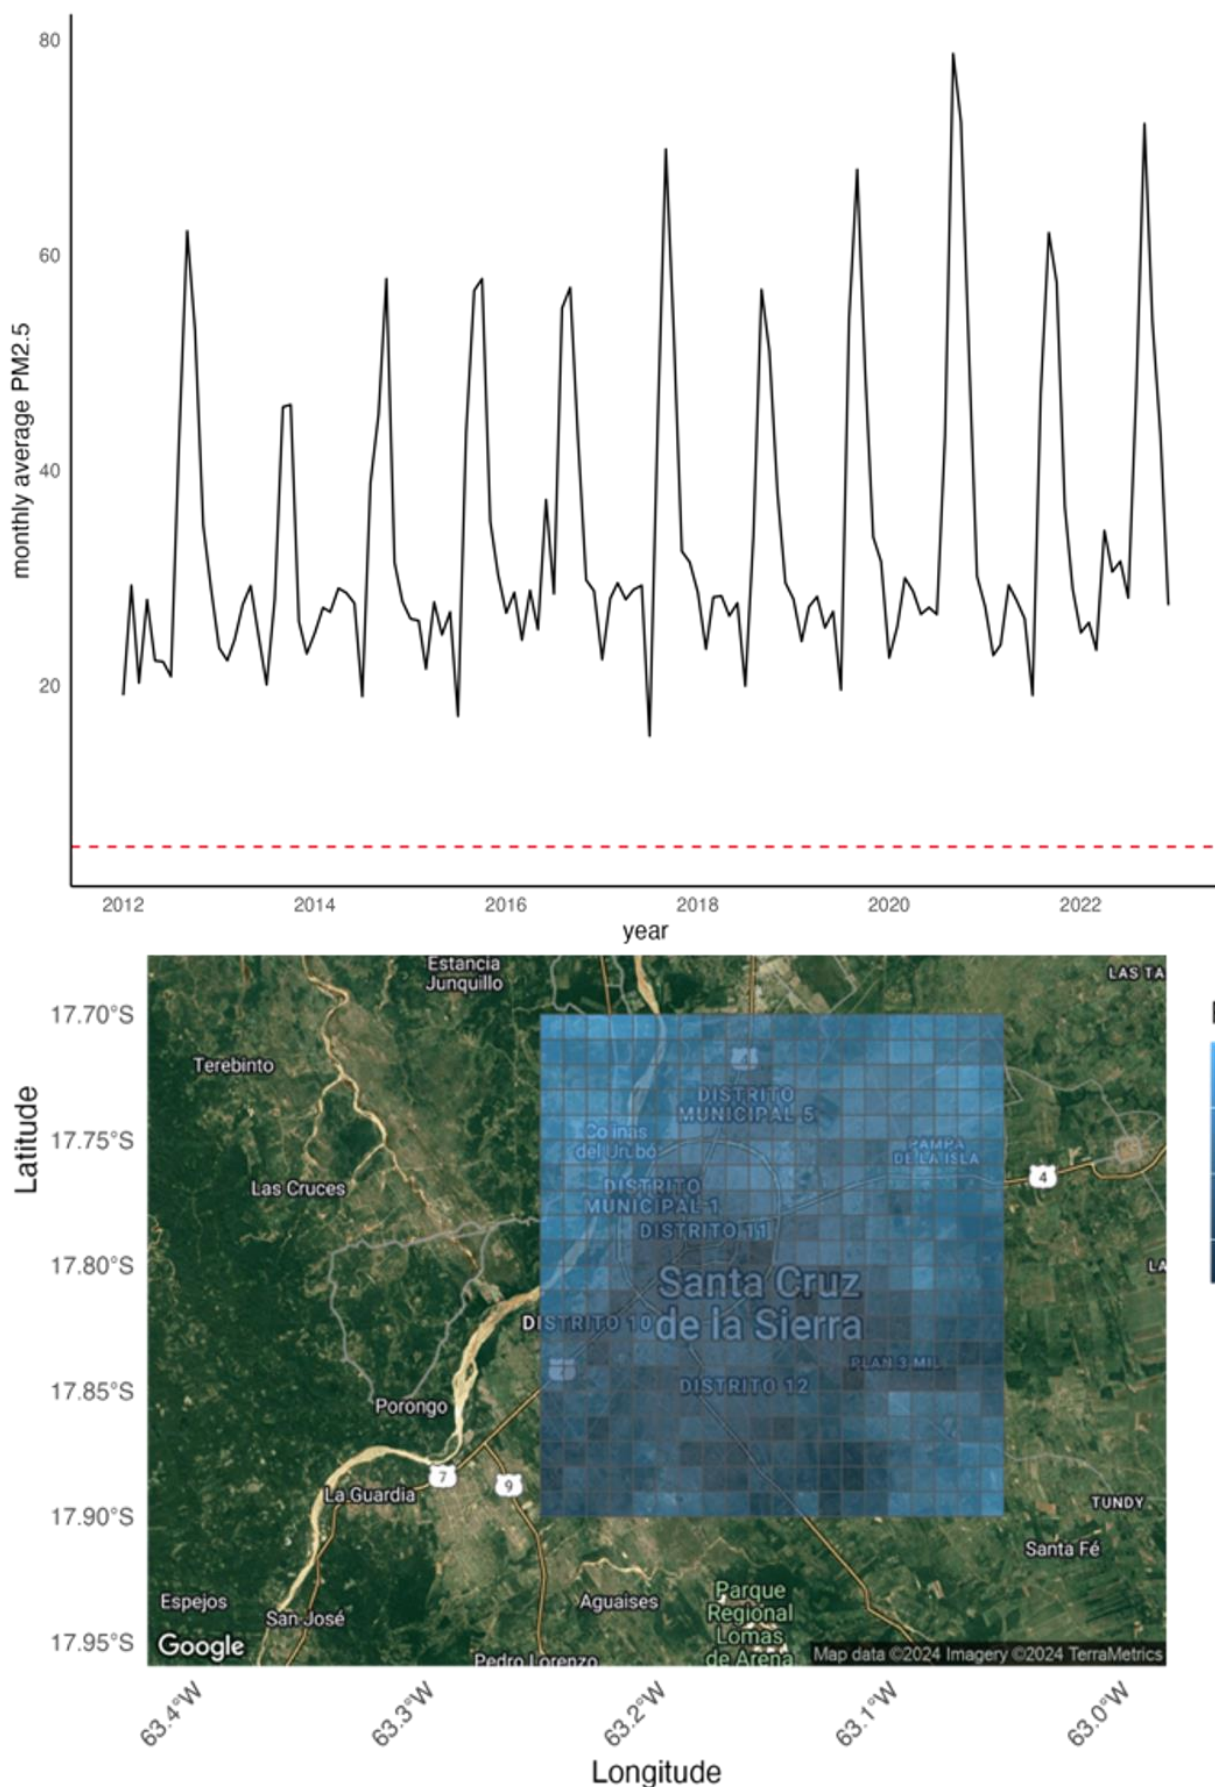 80
60
40
20
monthly average PM2.5
2012 2014 2016 2018 2020 2022
year
Estancia
Junquillo
LAS TA
17.70°S
Terebinto
DISTRITO
MUNICIPAL 5
17.75°S
Colinas
del Urubó
PAMPA
DE LA ISLA
4
Las Cruces
DISTRITO
MUNICIPAL 1
DISTRITO 11
17.80°S
LA
Santa Cruz
de la Sierra
DISTRITO 10
PLAN 3 MIL
17.85°S
DISTRITO 12
Porongo
7
9
La Guardia
17.90°S
TUNDY
Santa Fé
Espejos
San José
Aguaises
Parque
Regional
Lomas
de Arena
17.95°S
Google
Pedro Lorenzo
Map data ©2024 Imagery ©2024 TerraMetrics
Latitude
63.4°W 63.3°W 63.2°W 63.1°W 63.0°W
Longitude